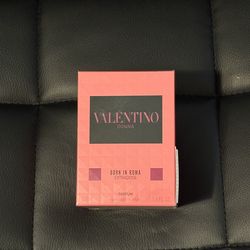 VALENTINO
DONNA
BORN IN ROMA
EXTRADOSE
PARFUM